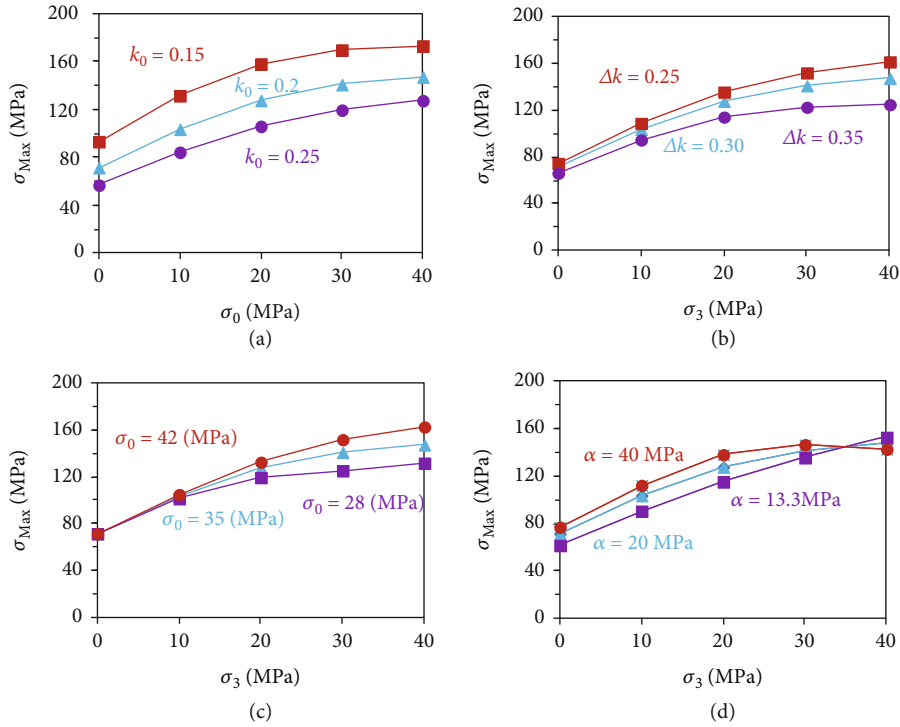 200
160
120
80
40
0
σMax (MPa)
k0 = 0.15
k0 = 0.2
k0 = 0.25
0 10 20 30 40
σ0 (MPa)
(a)
200
160
120
80
40
0
σMax (MPa)
Δk = 0.25
Δk = 0.30
Δk = 0.35
0 10 20 30 40
σ3 (MPa)
(b)
200
160
120
80
40
0
σMax (MPa)
σ0 = 42 (MPa)
σ0 = 35 (MPa)
σ0 = 28 (MPa)
0 10 20 30 40
σ3 (MPa)
(c)
200
160
120
80
40
0
σMax (MPa)
α = 40 MPa
α = 13.3MPa
α = 20 MPa
0 10 20 30 40
σ3 (MPa)
(d)